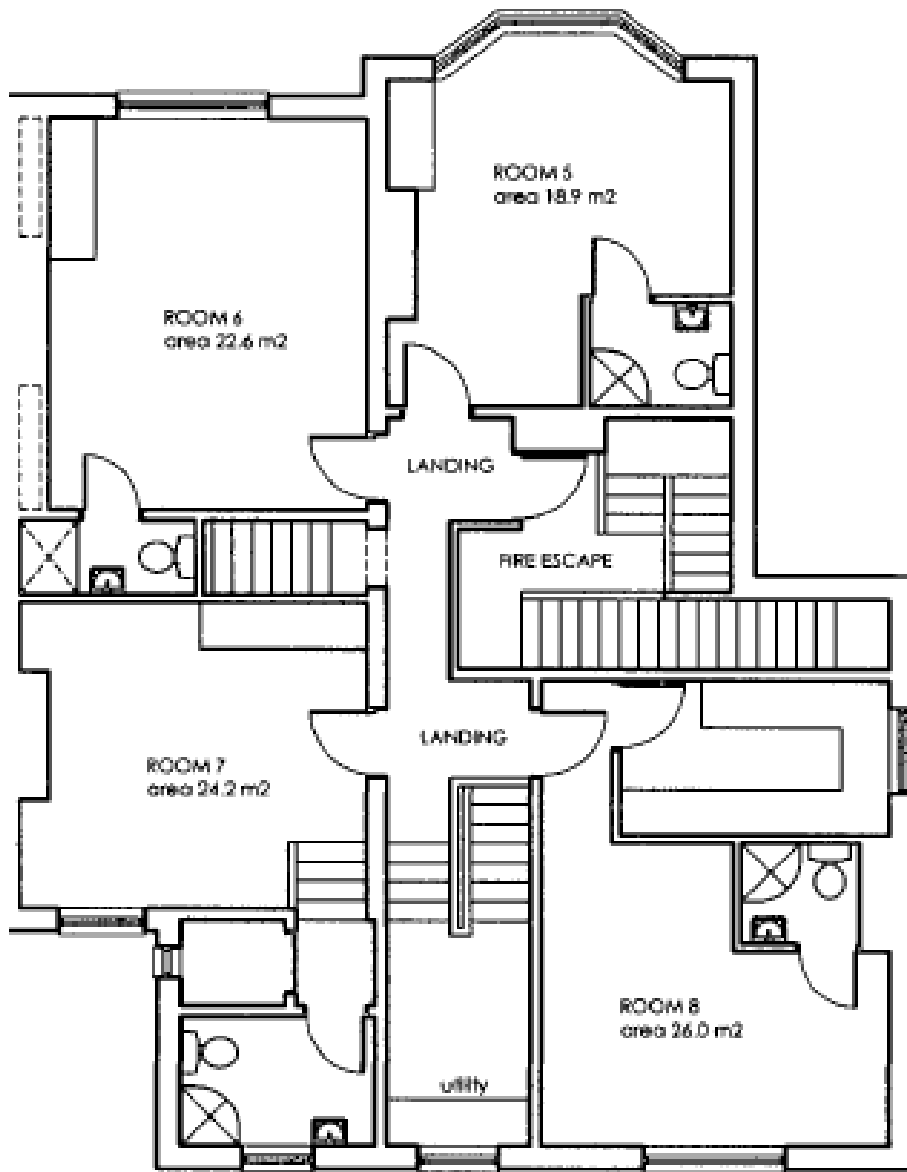 ROOM 5
area 18.9 m2
ROOM 6
area 22.6 m2
LANDING
FIRE ESCAPE
LANDING
ROOM 7
area 24.2 m2
ROOM 8
area 26.0 m2
utility